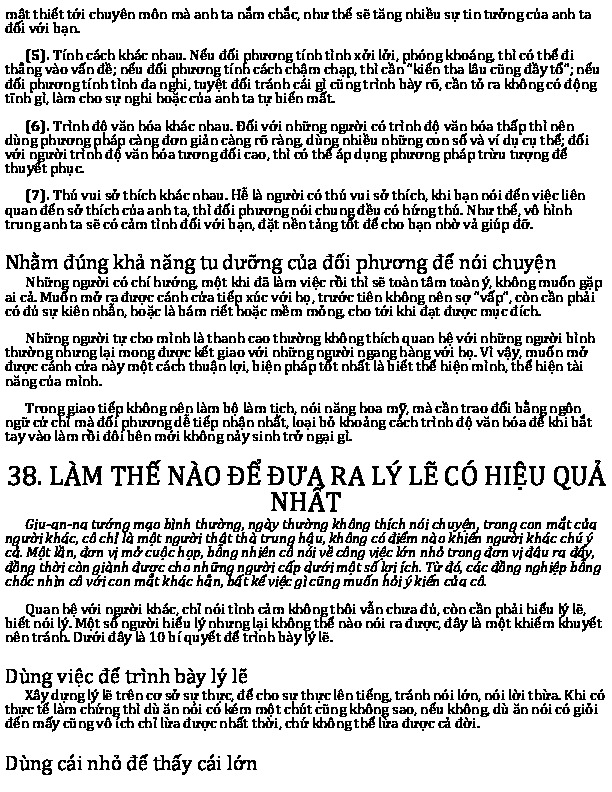 mật thiết tới chuyên môn mà anh ta nắm chắc, như thế sẽ tăng nhiều sự tin tưởng của anh ta
đối với bạn.
(5). Tính cách khác nhau. Nếu đối phương tính tình xởi lởi, phóng khoáng, thì có thể đi
thẳng vào vấn đề; nếu đối phương tính cách chậm chạp, thì cần "kiến tha lâu cũng đầy tổ"; nếu
đối phương tính tình đa nghi, tuyệt đối tránh cái gì cũng trình bày rõ, cần tỏ ra không có động
tĩnh gì, làm cho sự nghi hoặc của anh ta tự biến mất.
(6). Trình độ văn hóa khác nhau. Đối với những người có trình độ văn hóa thấp thì nên
dùng phương pháp càng đơn giản càng rõ ràng, dùng nhiều những con số và ví dụ cụ thể; đối
với người trình độ văn hóa tương đối cao, thì có thể áp dụng phương pháp trừu tượng để
thuyết phục.
(7). Thú vui sở thích khác nhau. Hễ là người có thú vui sở thích, khi bạn nói đến việc liên
quan đến sở thích của anh ta, thì đối phương nói chung đều có hứng thú. Như thế, vô hình
trung anh ta sẽ có cảm tình đối với bạn, đặt nền tảng tốt để cho bạn nhờ vả giúp đỡ.
Nhằm đúng khả năng tu dưỡng của đối phương để nói chuyện
Những người có chí hướng, một khi đã làm việc rồi thì sẽ toàn tâm toàn ý, không muốn gặp
ai cả. Muốn mở ra được cánh cửa tiếp xúc với họ, trước tiên không nên sợ "vấp", còn cần phải
có đủ sự kiên nhẫn, hoặc là bám riết hoặc mềm mỏng, cho tới khi đạt được mục đích.
Những người tự cho mình là thanh cao thường không thích quan hệ với những người bình
thường nhưng lại mong được kết giao với những người ngang hàng với họ. Vì vậy, muốn mở
được cánh cửa này một cách thuận lợi, biện pháp tốt nhất là biết thể hiện mình, thể hiện tài
năng của mình.
Trong giao tiếp không nên làm bộ làm tịch, nói năng hoa mỹ, mà cần trao đổi bằng ngôn
ngữ cử chỉ mà đối phương dễ tiếp nhận nhất, loại bỏ khoảng cách trình độ văn hóa để khi bắt
tay vào làm rồi đôi bên mới không nảy sinh trở ngại gì.
38. LÀM THẾ NÀO ĐỂ ĐƯA RA LÝ LẼ CÓ HIỆU QUẢ
NHẤT
Giu-an-na tướng mạo bình thường, ngày thường không thích nói chuyện, trong con mắt của
người khác, cô chỉ là một người thật thà trung hậu, không có điểm nào khiến người khác chú ý
cả. Một lần, đơn vị mở cuộc họp, bỗng nhiên cô nói về công việc lớn nhỏ trong đơn vị đâu ra đấy,
đồng thời còn giành được cho những người cấp dưới một số lợi ích. Từ đó, các đồng nghiệp bỗng
chốc nhìn cô với con mắt khác hẳn, bất kể việc gì cũng muốn hỏi ý kiến của cô.
Quan hệ với người khác, chỉ nói tình cảm không thôi vẫn chưa đủ, còn cần phải hiểu lý lẽ,
biết nói lý. Một số người hiểu lý nhưng lại không thể nào nói ra được, đây là một khiếm khuyết
nên tránh. Dưới đây là 10 bí quyết để trình bày lý lẽ.
Dùng việc để trình bày lý lẽ
Xây dựng lý lẽ trên cơ sở sự thực, để cho sự thực lên tiếng, tránh nói lớn, nói lời thừa. Khi có
thực tế làm chứng thì dù ăn nói có kém một chút cũng không sao, nếu không, dù ăn nói có giỏi
đến mấy cũng vô ích chỉ lừa được nhất thời, chứ không thể lừa được cả đời.
Dùng cái nhỏ để thấy cái lớn